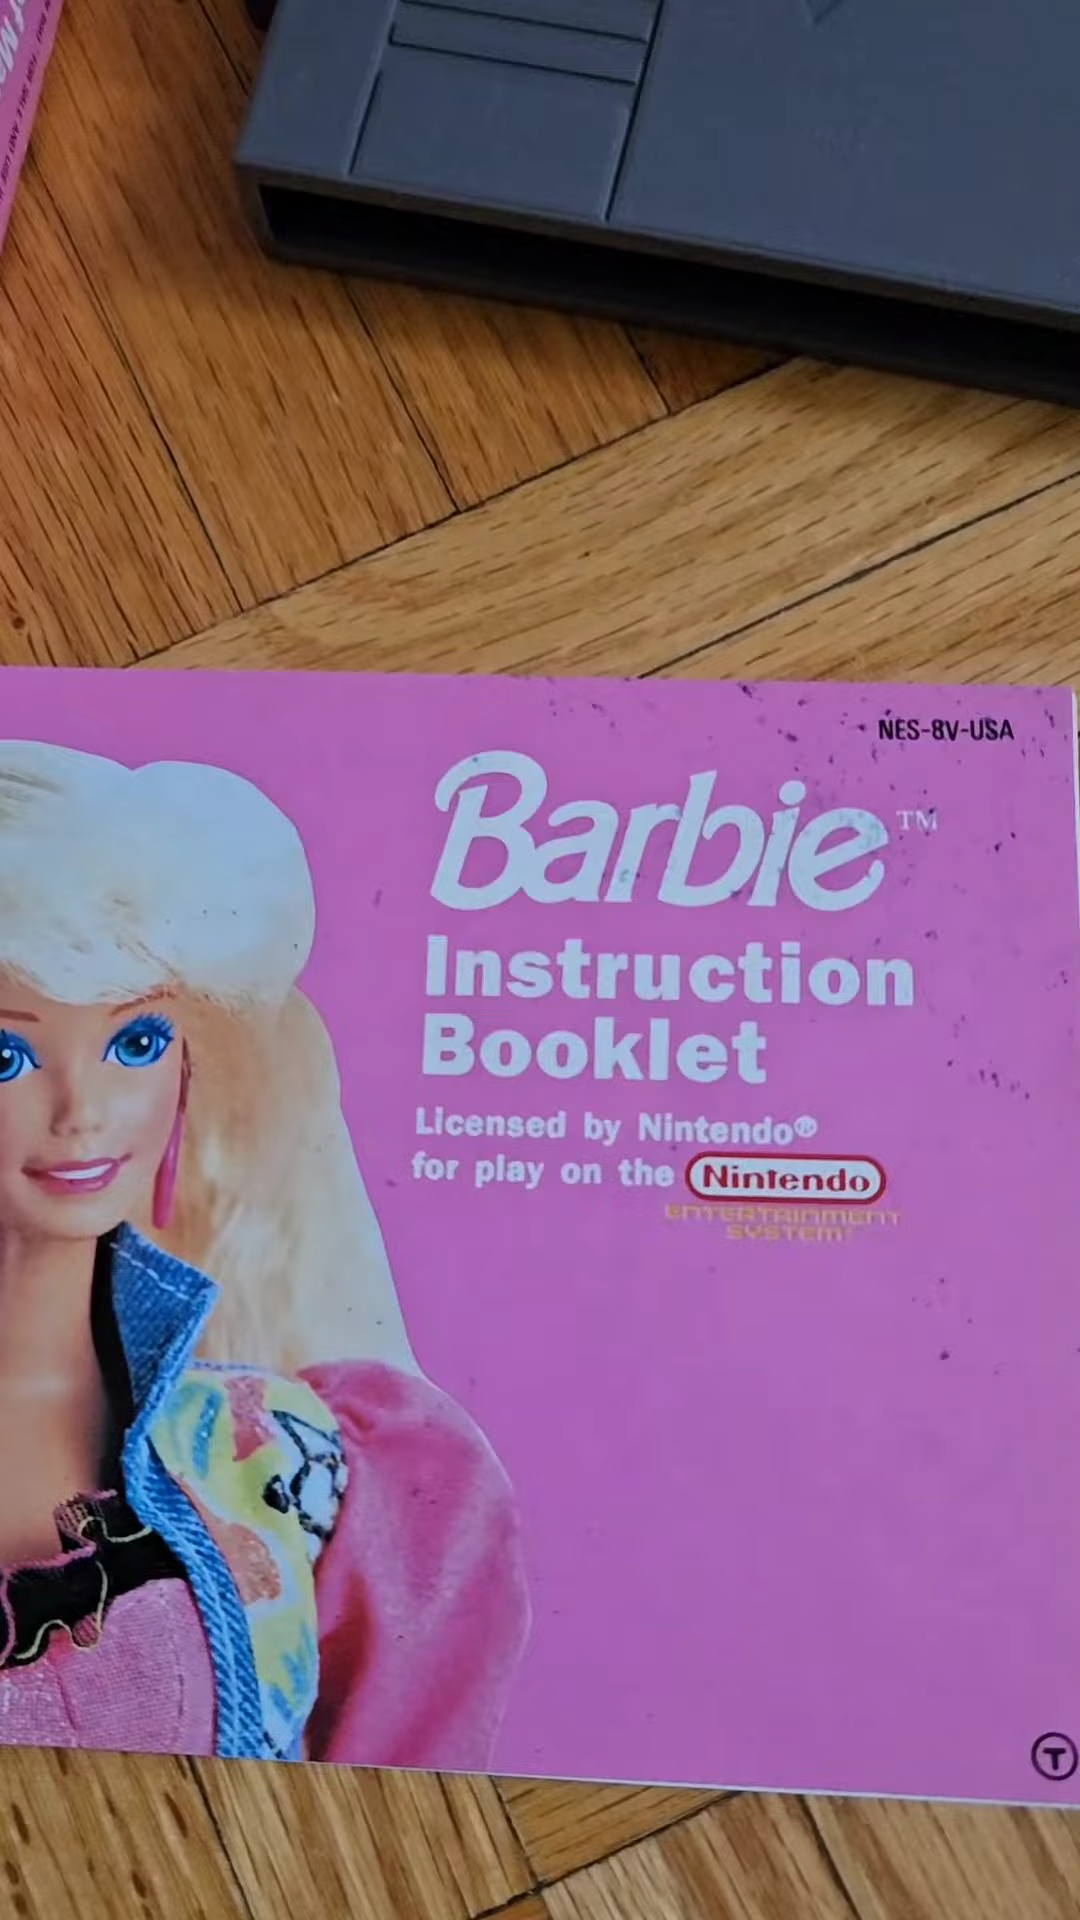 NES-8V-USA
Barbie™
Instruction
Booklet
Licensed by Nintendo®
for play on the Nintendo
ENTERTAINMENT
SYSTEM
T